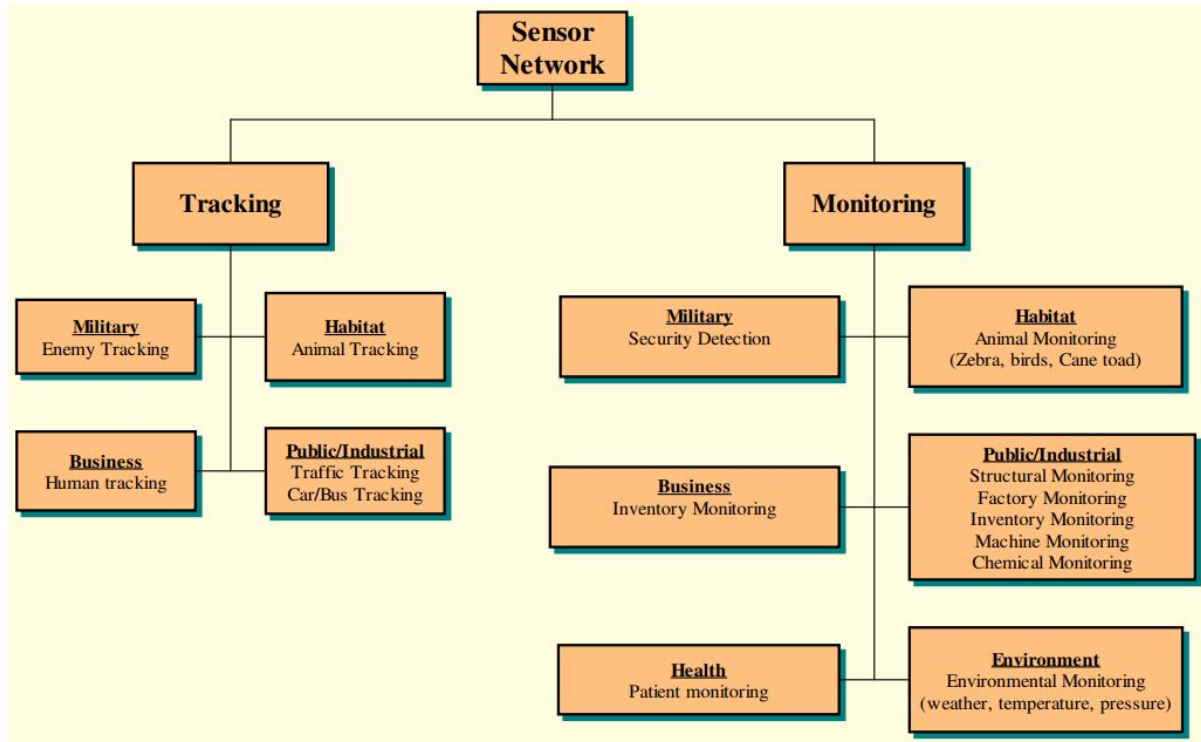 Sensor
Network
Tracking
Monitoring
Military
Enemy Tracking
Habitat
Animal Tracking
Business
Human tracking
Public/Industrial
Traffic Tracking
Car/Bus Tracking
Military
Security Detection
Habitat
Animal Monitoring
(Zebra, birds, Cane toad)
Business
Inventory Monitoring
Public/Industrial
Structural Monitoring
Factory Monitoring
Inventory Monitoring
Machine Monitoring
Chemical Monitoring
Health
Patient monitoring
Environment
Environmental Monitoring
(weather, temperature, pressure)